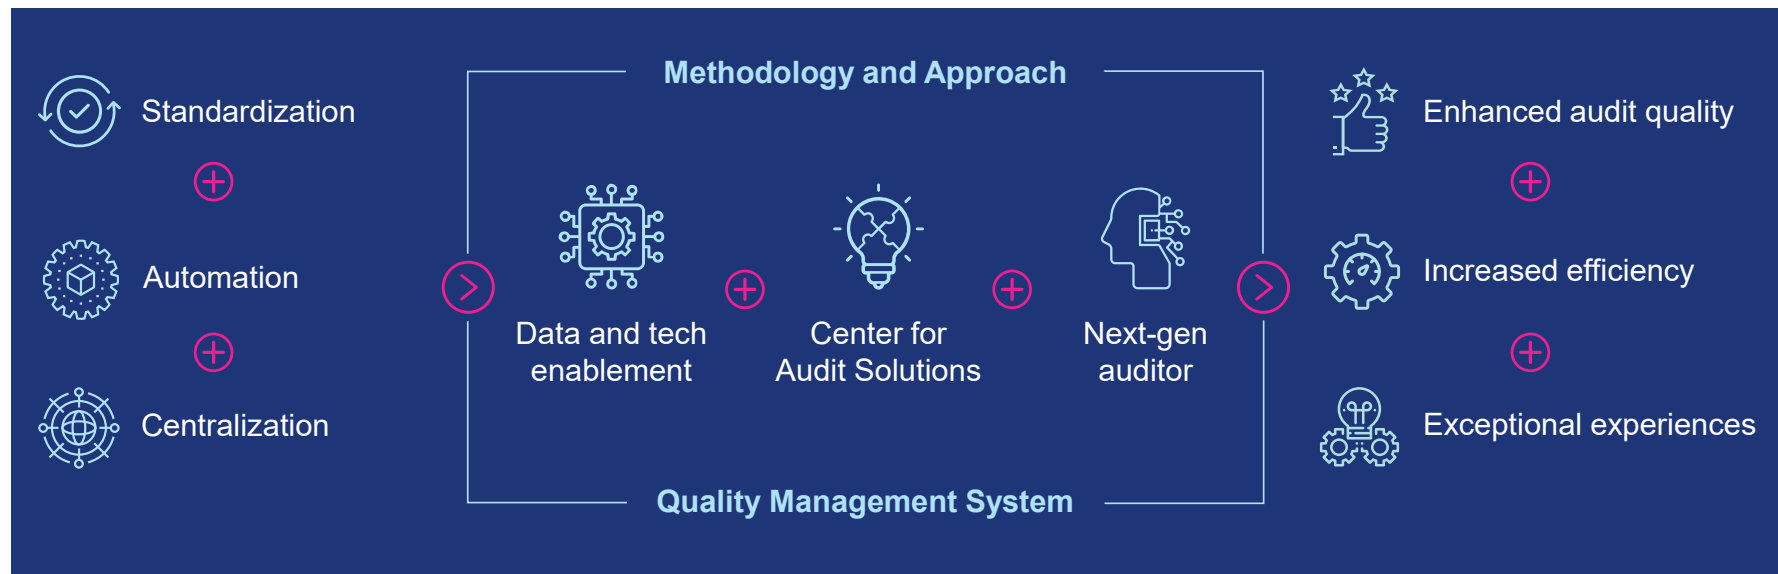 Standardization
Automation
Centralization
Methodology and Approach
Data and tech
enablement
Center for
Audit Solutions
Next-gen
auditor
Quality Management System
Enhanced audit quality
Increased efficiency
Exceptional experiences